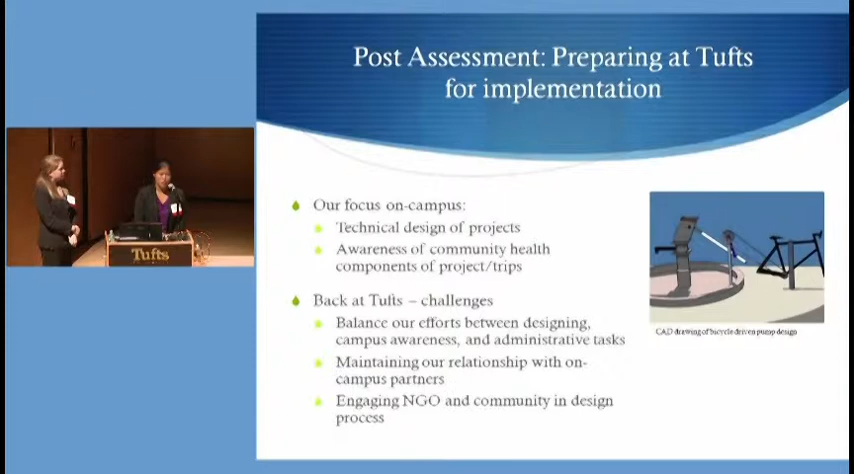 Post Assessment: Preparing at Tufts
for implementation
Our focus on-campus:
Technical design of projects
Awareness of community health
components of project/trips
Back at Tufts – challenges
Balance our efforts between designing,
campus awareness, and administrative tasks
Maintaining our relationship with on-
campus partners
Engaging NGO and community in design
process
CAD drawing of bicycle driven pump design
Tufts